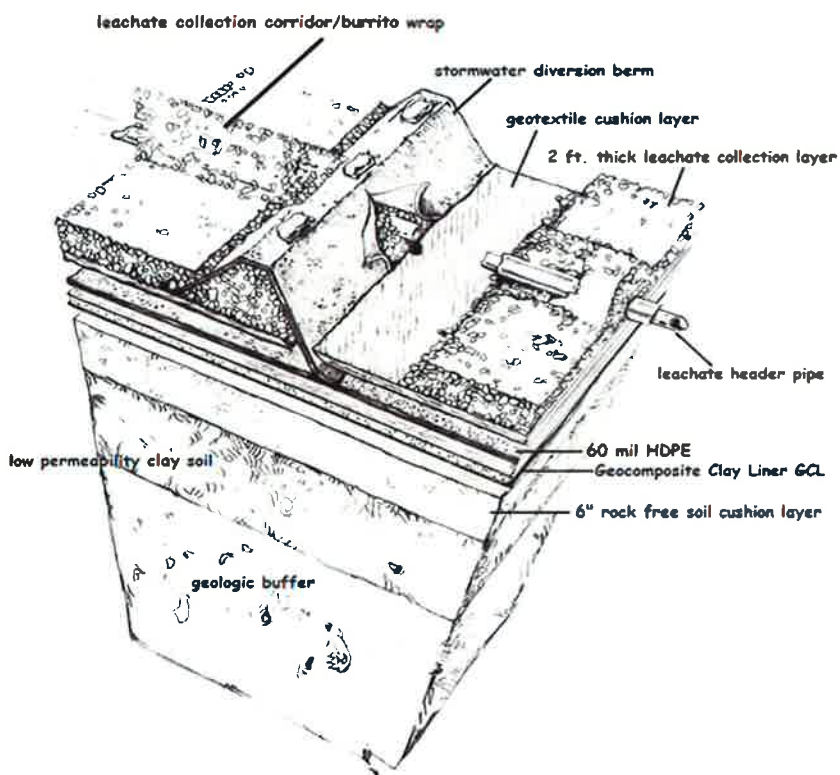 leachate collection corridor/burrito wrap
stormwater diversion berm
geotextile cushion layer
2 ft. thick leachate collection layer
leachate header pipe
60 mil HDPE
low permeability clay soil
Geocomposite Clay Liner GCL
6" rock free soil cushion layer
geologic buffer